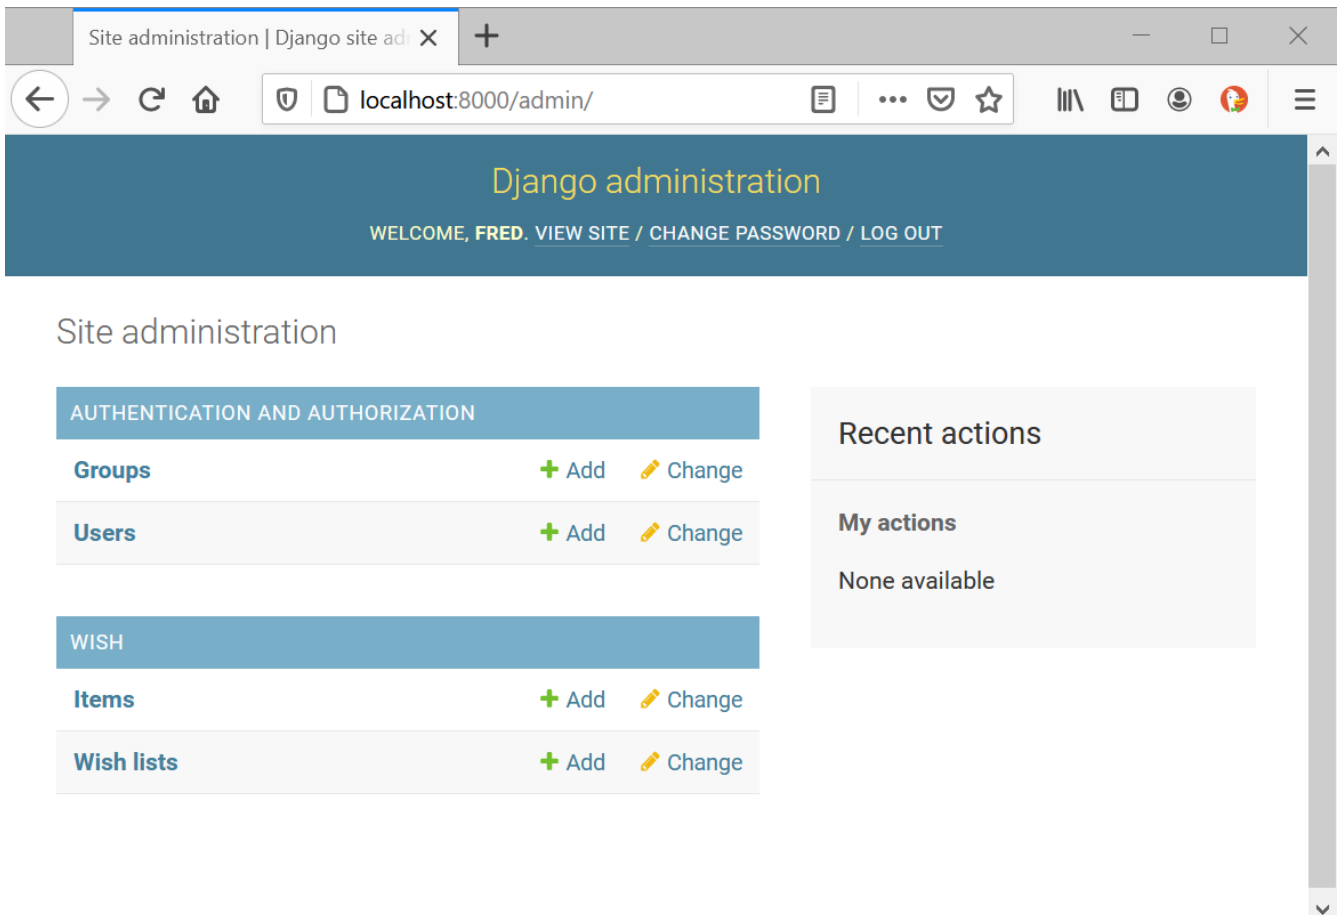 Site administration | Django site ad
localhost:8000/admin/
Django administration
WELCOME, FRED. VIEW SITE / CHANGE PASSWORD / LOG OUT
Site administration
AUTHENTICATION AND AUTHORIZATION
Groups Add Change
Users Add Change
WISH
Items Add Change
Wish lists Add Change
Recent actions
My actions
None available